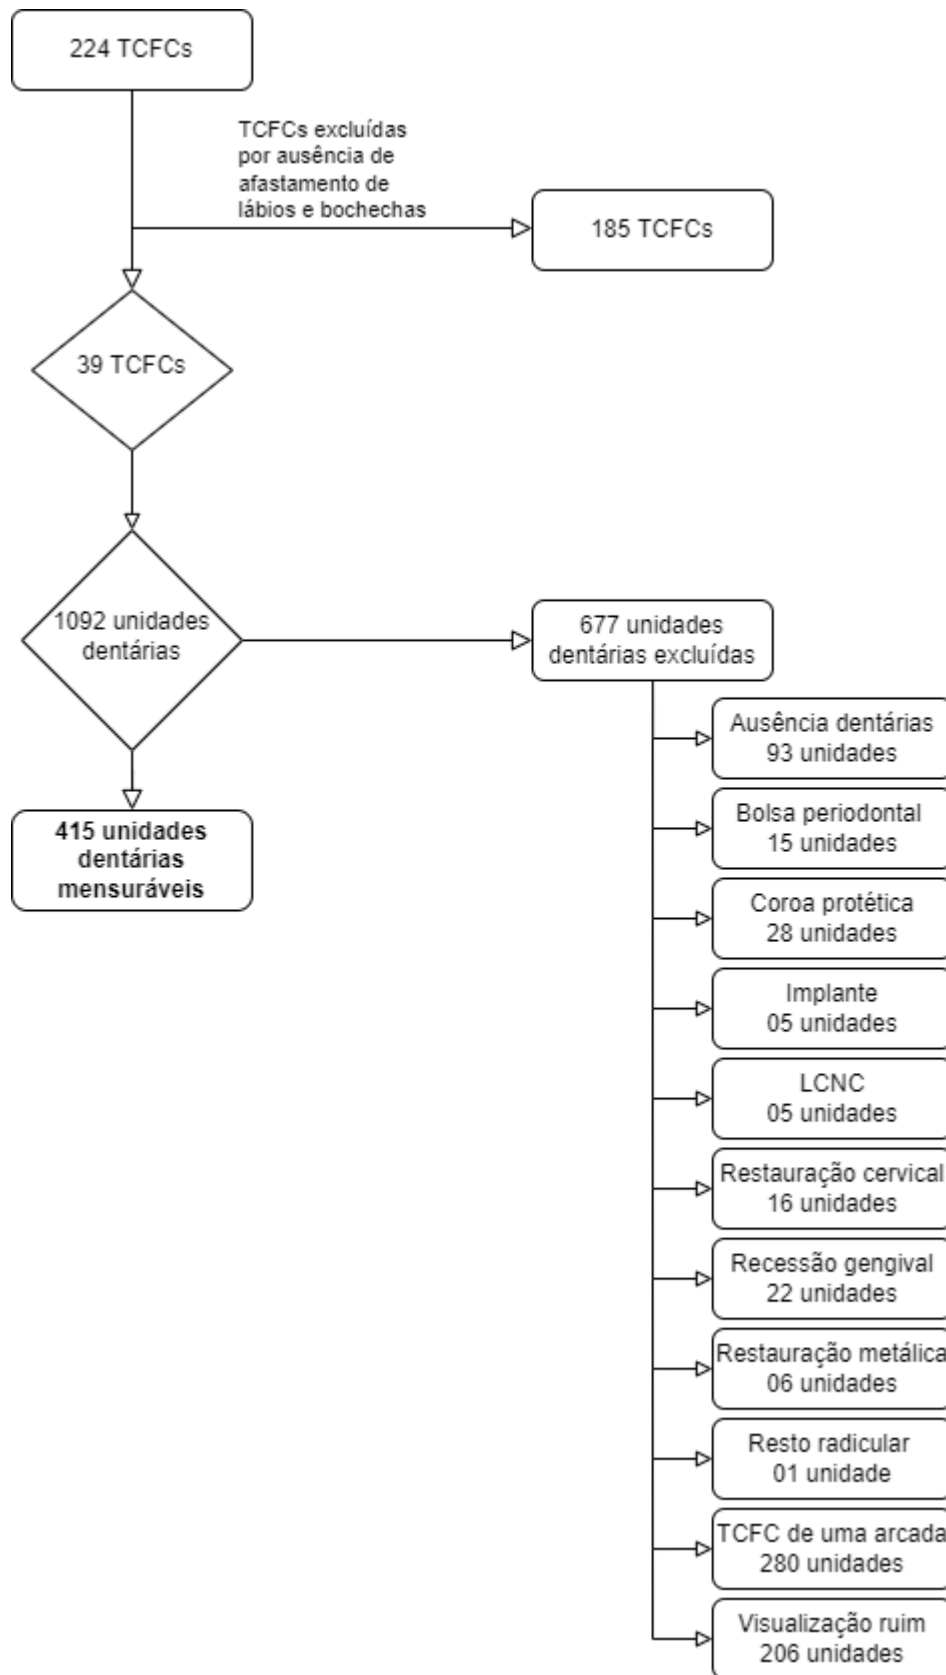 224 TCFCs
TCFCs excluídas
por ausência de
afastamento de
lábios e bochechas
185 TCFCs
39 TCFCs
1092 unidades
dentárias
677 unidades
dentárias excluídas
415 unidades
dentárias
mensuráveis
Ausência dentárias
93 unidades
Bolsa periodontal
15 unidades
Coroa protética
28 unidades
Implante
05 unidades
LCNC
05 unidades
Restauração cervical
16 unidades
Recessão gengival
22 unidades
Restauração metálica
06 unidades
Resto radicular
01 unidade
TCFC de uma arcada
280 unidades
Visualização ruim
206 unidades